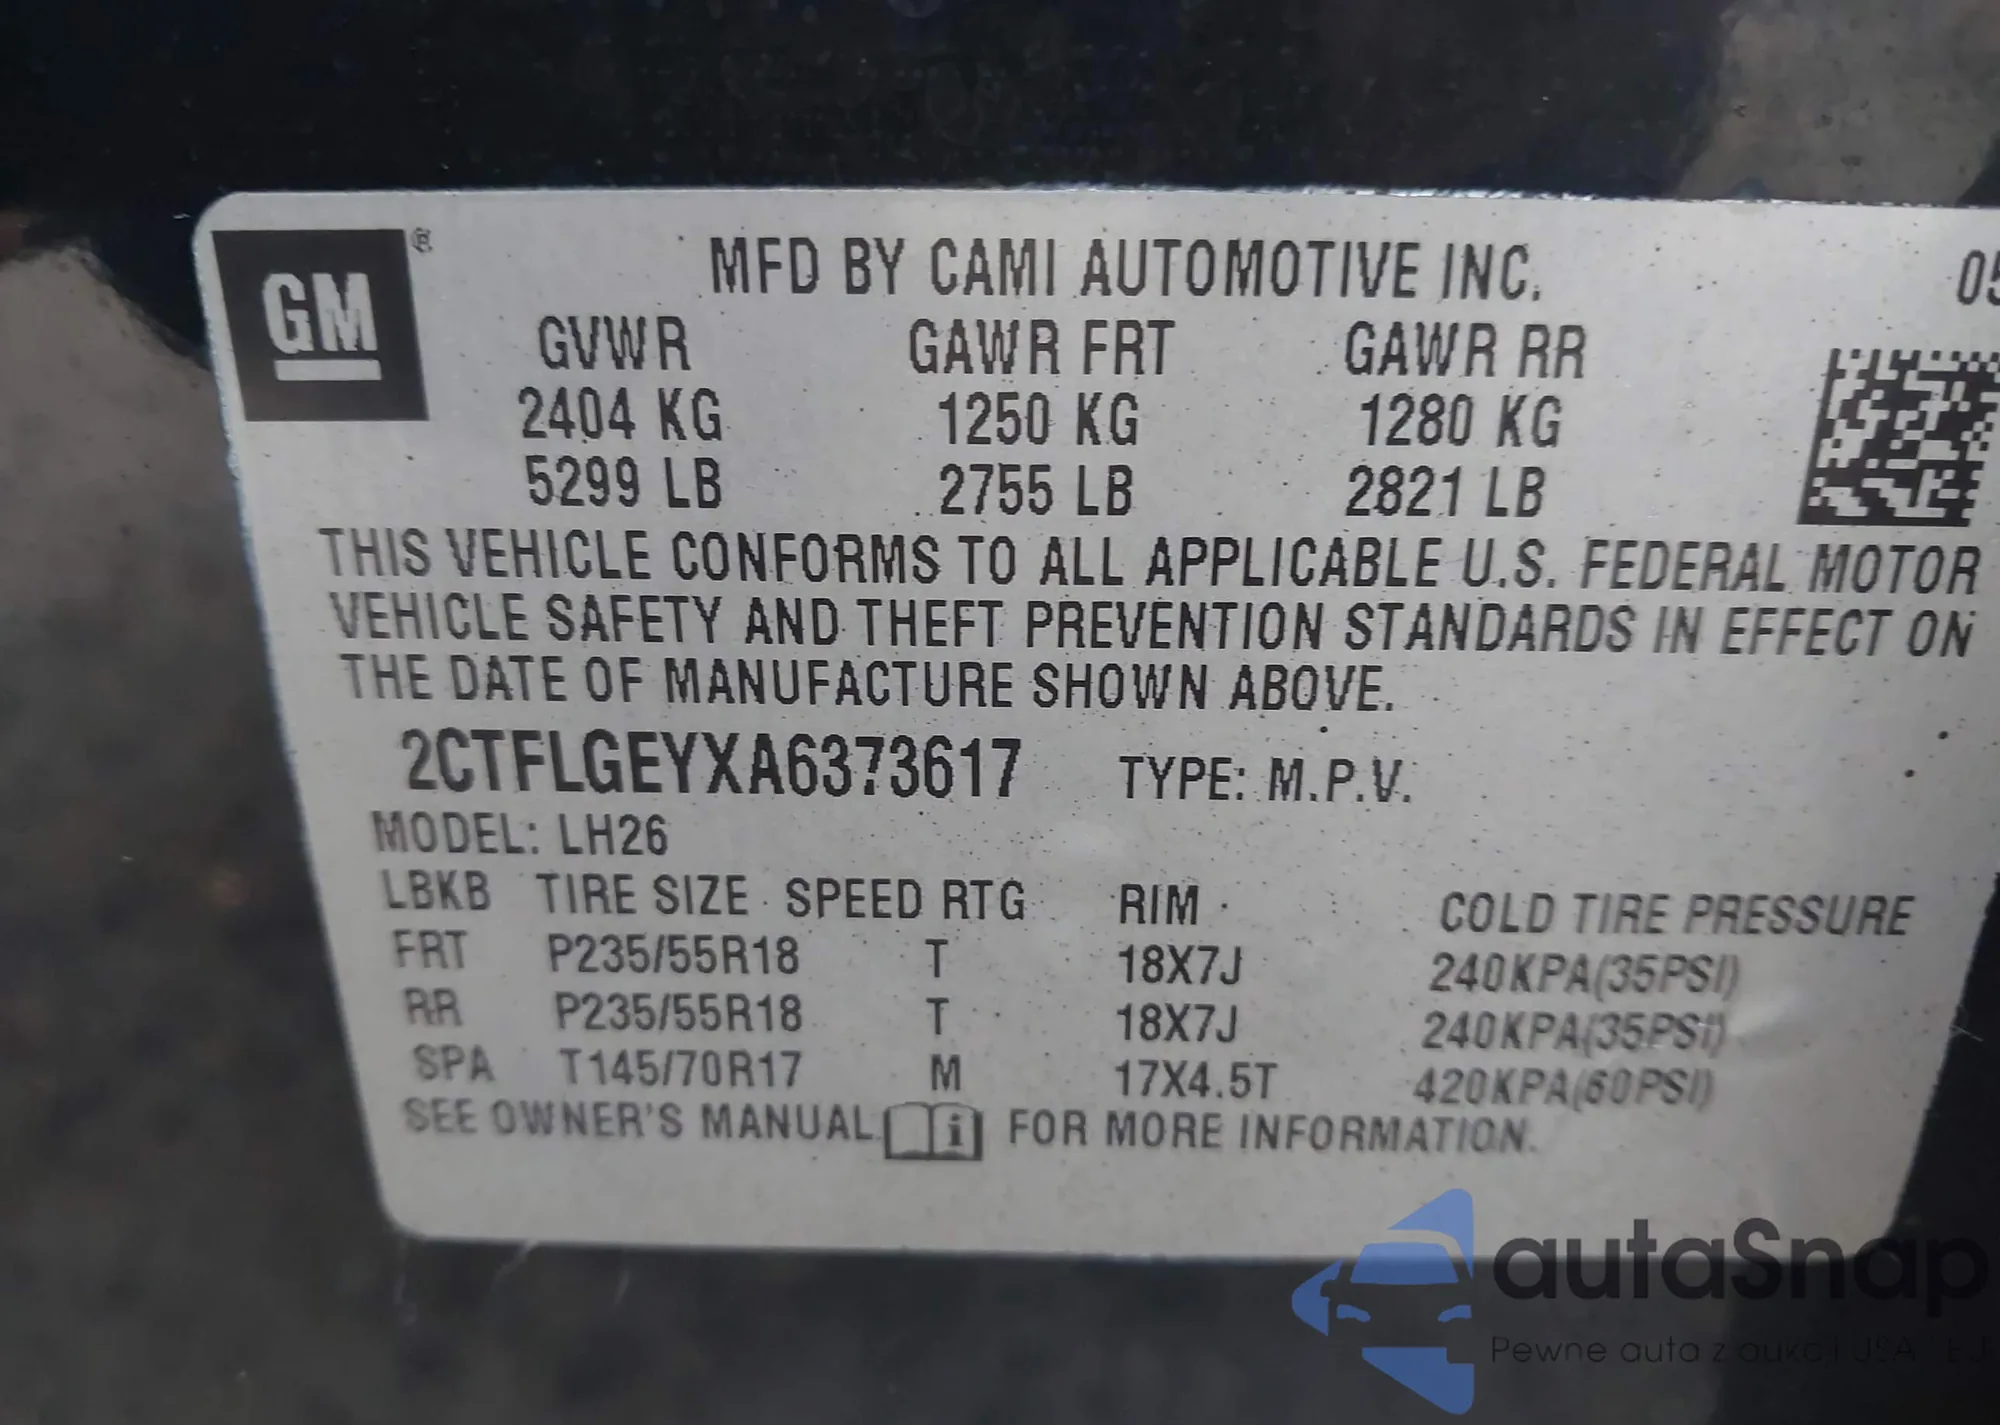 GM ®
MFD BY CAMI AUTOMOTIVE INC. 05
GVWR GAWR FRT GAWR RR
2404 KG 1250 KG 1280 KG
5299 LB 2755 LB 2821 LB
THIS VEHICLE CONFORMS TO ALL APPLICABLE U.S. FEDERAL MOTOR
VEHICLE SAFETY AND THEFT PREVENTION STANDARDS IN EFFECT ON
THE DATE OF MANUFACTURE SHOWN ABOVE.
2CTFLGEYXA6373617 TYPE: M.P.V.
MODEL: LH26
LBKB TIRE SIZE SPEED RTG RIM COLD TIRE PRESSURE
FRT P235/55R18 T 18X7J 240KPA(35PSI)
RR P235/55R18 T 18X7J 240KPA(35PSI)
SPA T145/70R17 M 17X4.5T 420KPA(60PSI)
SEE OWNER'S MANUAL i FOR MORE INFORMATION.
autaSnap
Pewne auta z aukcji USA